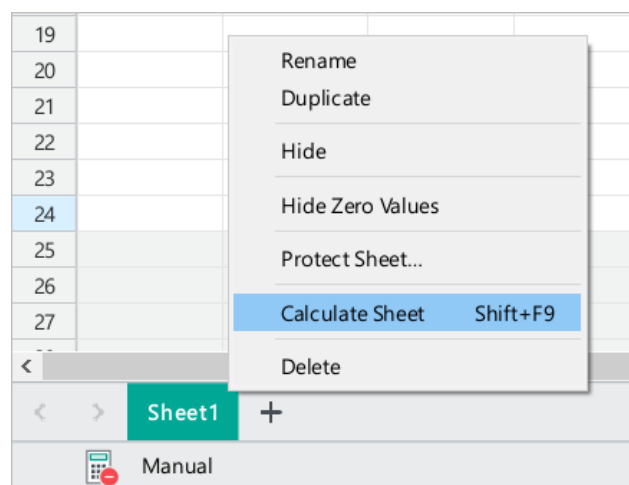 19
20
21
22
23
24
25
26
27
Rename
Duplicate
Hide
Hide Zero Values
Protect Sheet...
Calculate Sheet Shift+F9
Delete
Sheet1
Manual